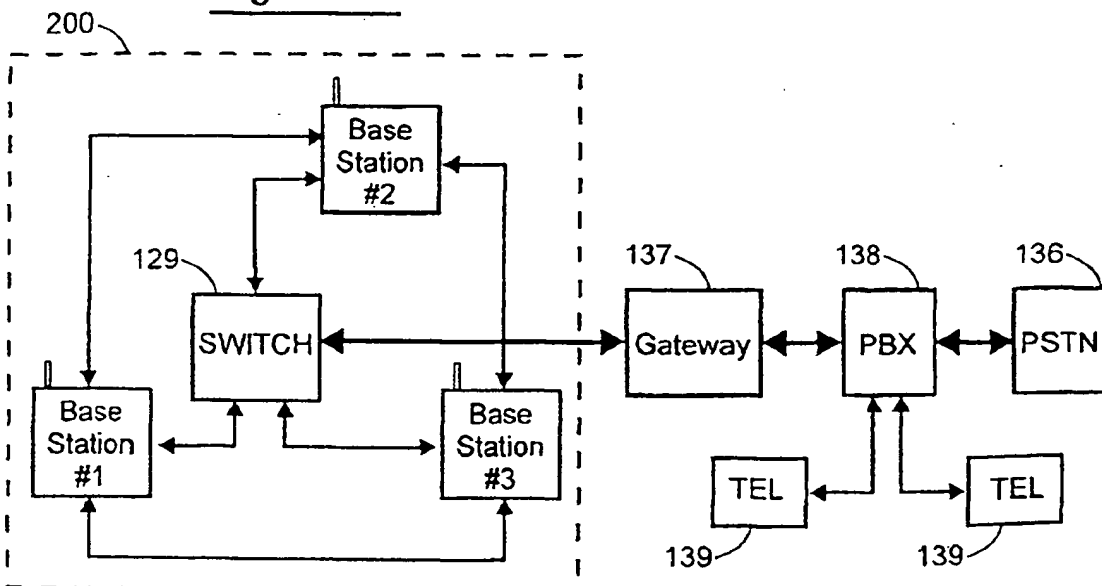 200
Base
Station
#2
129
SWITCH
137
Gateway
138
PBX
136
PSTN
Base
Station
#1
Base
Station
#3
TEL
139
TEL
139